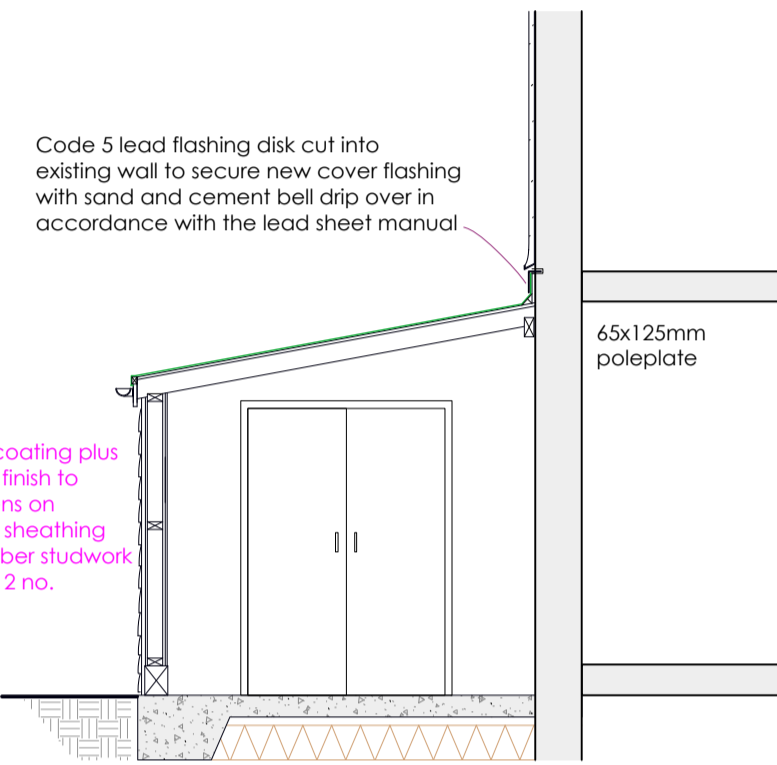 Code 5 lead flashing disk cut into
existing wall to secure new cover flashing
with sand and cement bell drip over in
accordance with the lead sheet manual
65x125mm
poleplate
coating plus
finish to
ns on
sheathing
ber studwork
2 no.